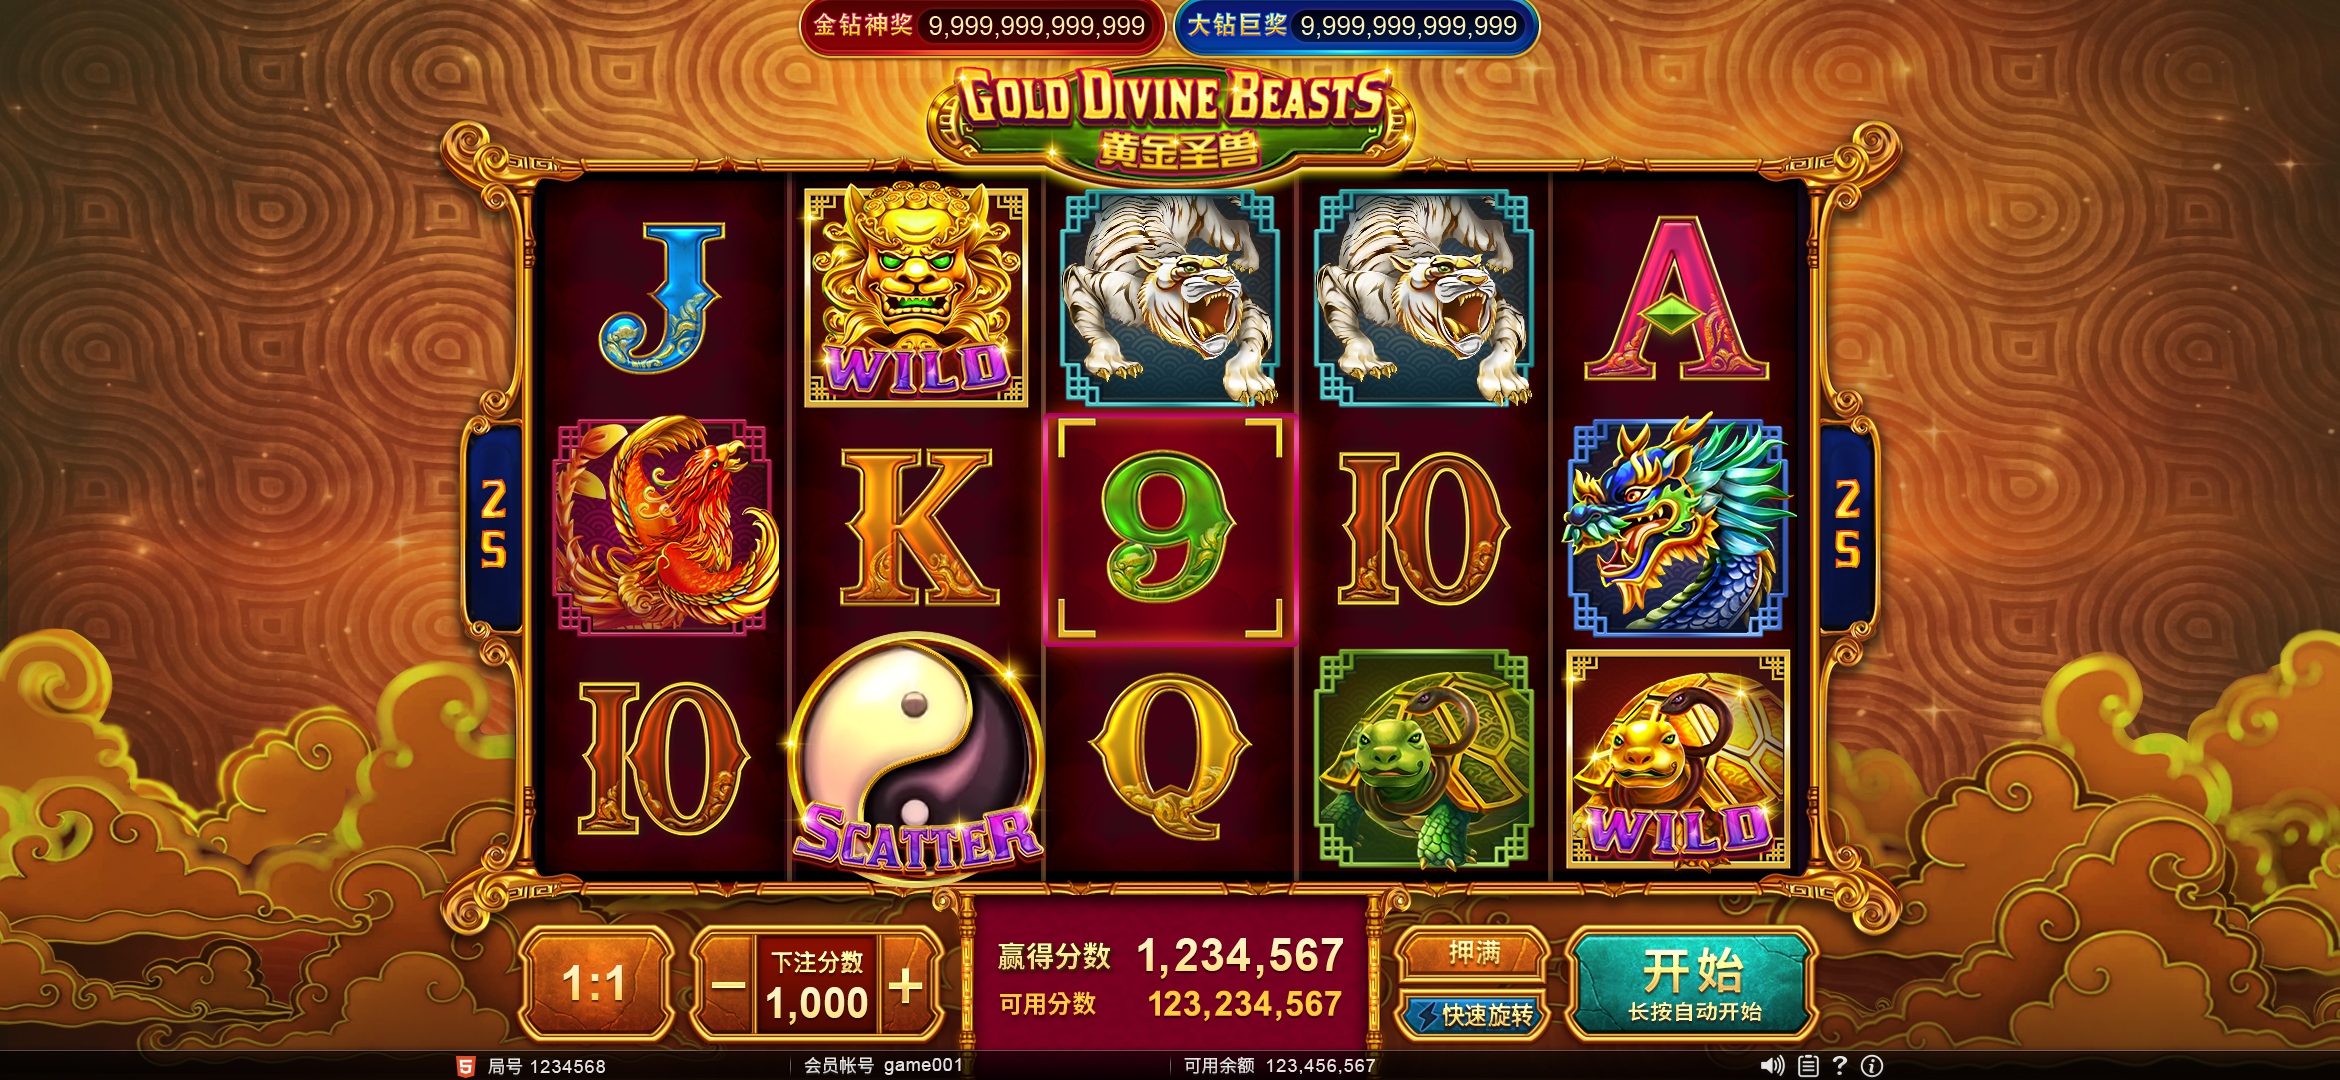 金钻神奖 9,999,999,999,999 大钻巨奖 9,999,999,999,999
GOLD DIVINE BEASTS
黄金圣兽
J WILD A
25 K 9 10 25
10 SCATTER Q WILD
1:1
下注分数
− 1,000 +
赢得分数 1,234,567
可用分数 123,234,567
押满
快速旋转
开始
长按自动开始
5 局号 1234568 会员帐号 game001 可用余额 123,456,567 ? i